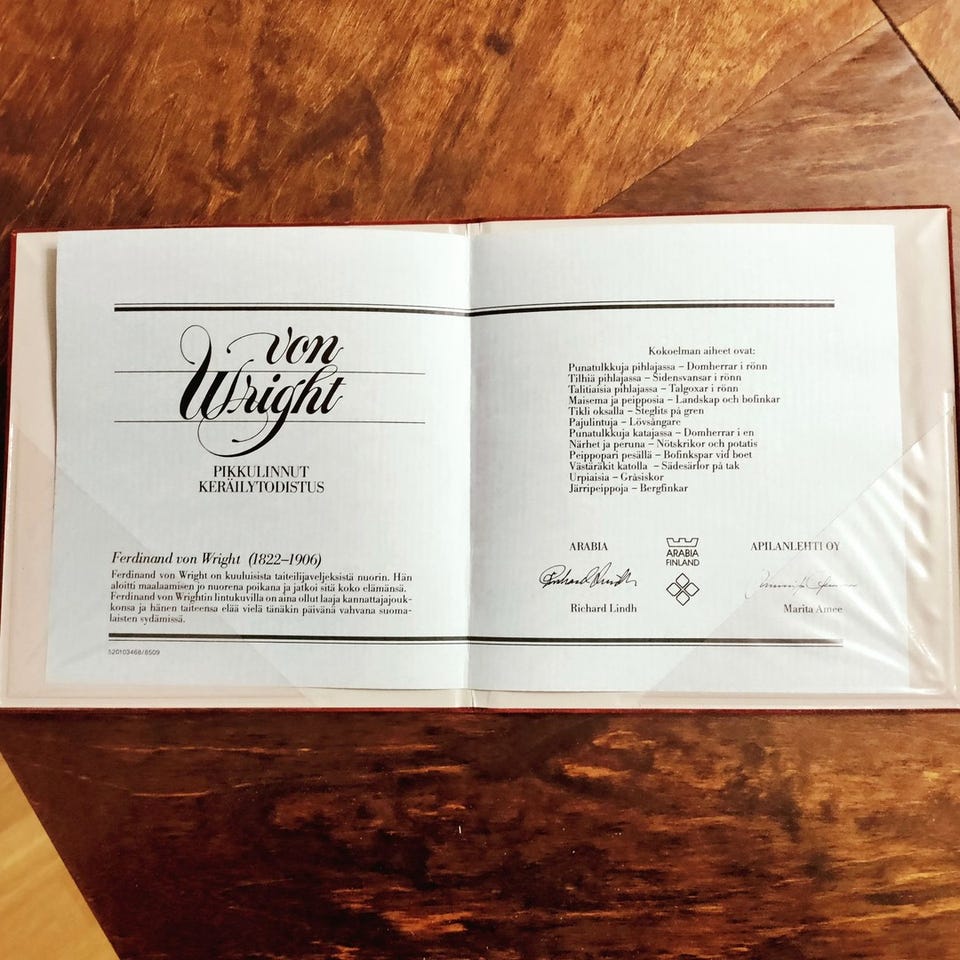 von
Wright
PIKKULINNUT
KERÄILYTODISTUS
Ferdinand von Wright (1822–1906)
Ferdinand von Wright on kuuluisista taiteilijaveljeksistä nuorin. Hän
aloitti maalaamisen jo nuorena poikana ja jatkoi sitä koko elämänsä.
Ferdinand von Wrightin lintukuvilla on aina ollut laaja kannattajajouk-
konsa ja hänen taiteensa elää vielä tänäkin päivänä vahvana suoma-
laisten sydämissä.
520103468/8509
Kokoelman aiheet ovat:
Punatulkkuja pihlajassa – Domherrar i rönn
Tilhiä pihlajassa – Sidensvansar i rönn
Talitiaisia pihlajassa – Talgoxar i rönn
Maisema ja peipposia – Landskap och bofinkar
Tikli oksalla – Steglits på gren
Pajulintuja – Lövsångare
Punatulkkuja katajassa – Domherrar i en
Närhet ja peruna – Nötskrikor och potatis
Peippopari pesällä – Bofinkspar vid boet
Västäräkit katolla – Sädesärlor på tak
Urpiaisia – Gråsiskor
Järripeippoja – Bergfinkar
ARABIA
ARABIA
FINLAND
APILANLEHTI OY
Richard Lindh
Richard Lindh
Marita Amee